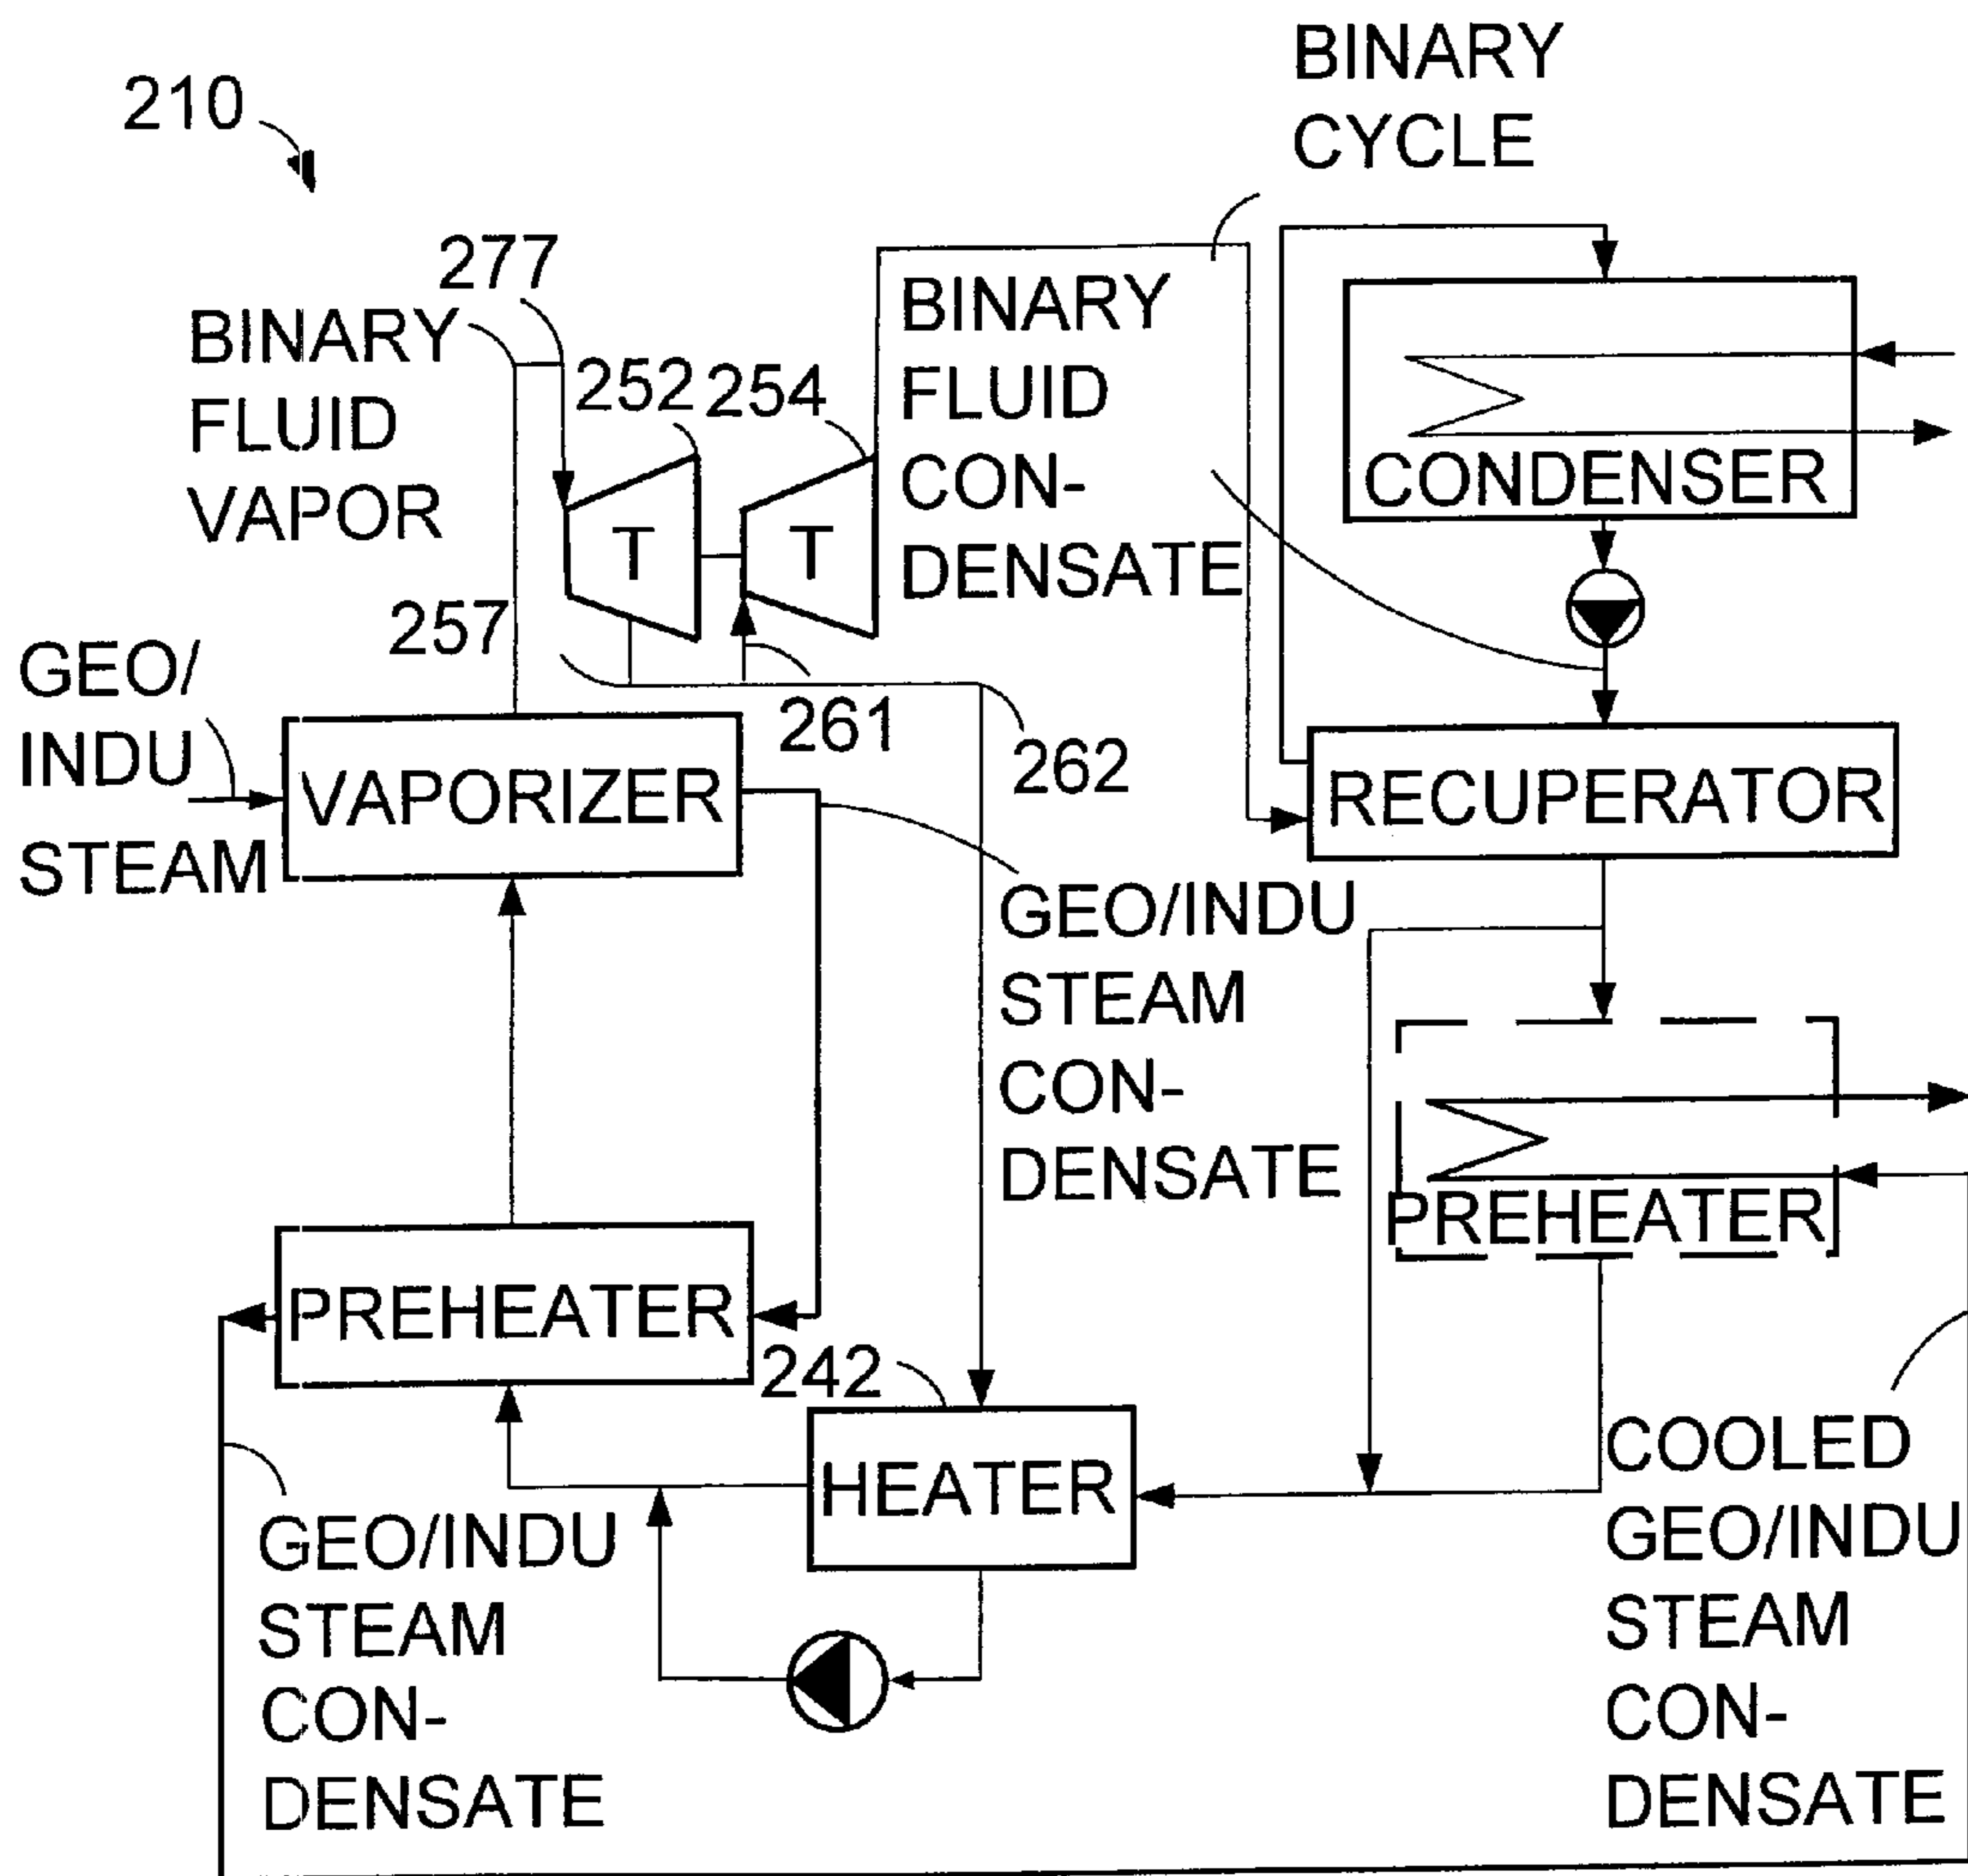 210
BINARY
CYCLE
277
BINARY
FLUID
VAPOR
252
254
T
T
BINARY
FLUID
CON-
DENSATE
CONDENSER
257
261
262
GEO/
INDU
STEAM
VAPORIZER
RECUPERATOR
GEO/INDU
STEAM
CON-
DENSATE
PREHEATER
PREHEATER
242
HEATER
GEO/INDU
STEAM
CON-
DENSATE
COOLED
GEO/INDU
STEAM
CON-
DENSATE